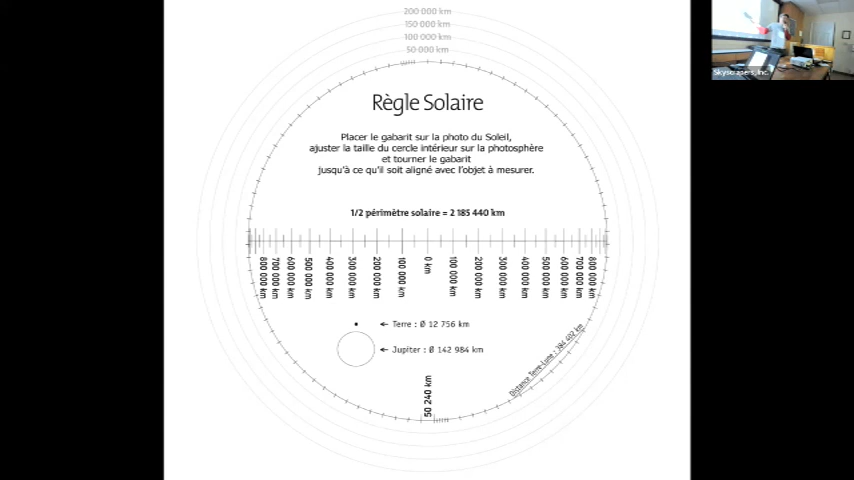 200 000 km
150 000 km
100 000 km
50 000 km
Skyscrapers, Inc.
Règle Solaire
Placer le gabarit sur la photo du Soleil,
ajuster la taille du cercle intérieur sur la photosphère
et tourner le gabarit
jusqu'à ce qu'il soit aligné avec l'objet à mesurer.
1/2 périmètre solaire = 2 185 440 km
800 000 km
700 000 km
600 000 km
500 000 km
400 000 km
300 000 km
200 000 km
100 000 km
0 km
100 000 km
200 000 km
300 000 km
400 000 km
500 000 km
600 000 km
700 000 km
800 000 km
← Terre : Ø 12 756 km
← Jupiter : Ø 142 984 km
Distance Terre-Lune : 384 402 km
50 240 km